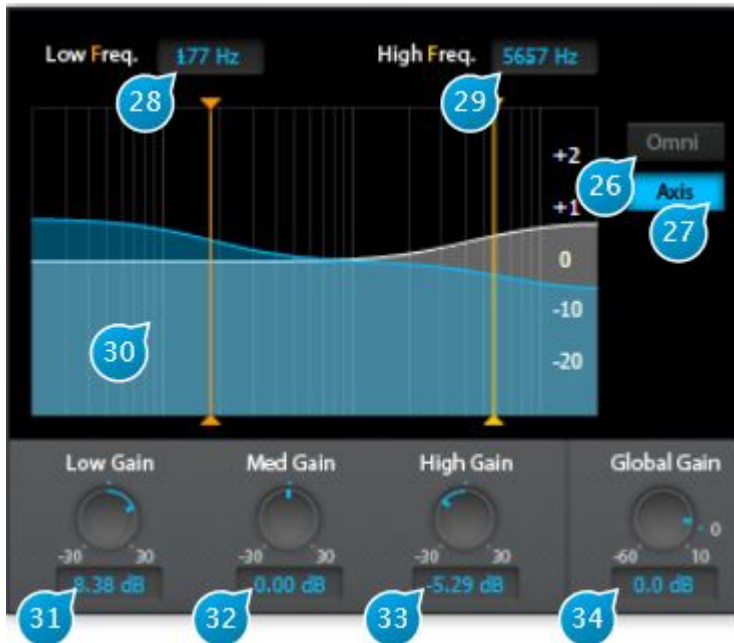 Low Freq. 177 Hz High Freq. 5657 Hz
28 29
Omni
+2
26 Axis
+1
27
0
-10
30
-20
Low Gain Med Gain High Gain Global Gain
0
-30 30 -30 30 -30 30 -60 10
8.38 dB 0.00 dB -5.29 dB 0.0 dB
31 32 33 34